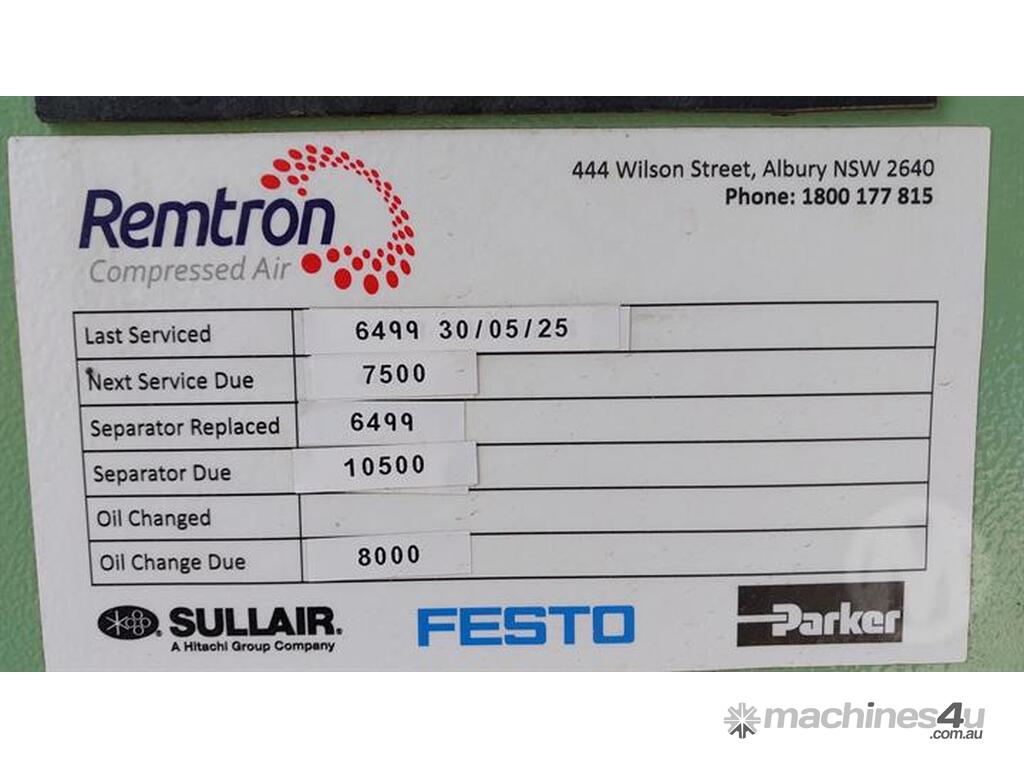 Remtron
Compressed Air
444 Wilson Street, Albury NSW 2640
Phone: 1800 177 815
Last Serviced 6499 30/05/25
Next Service Due 7500
Separator Replaced 6499
Separator Due 10500
Oil Changed
Oil Change Due 8000
SULLAIR.
A Hitachi Group Company
FESTO
Parker
machines4u
.com.au